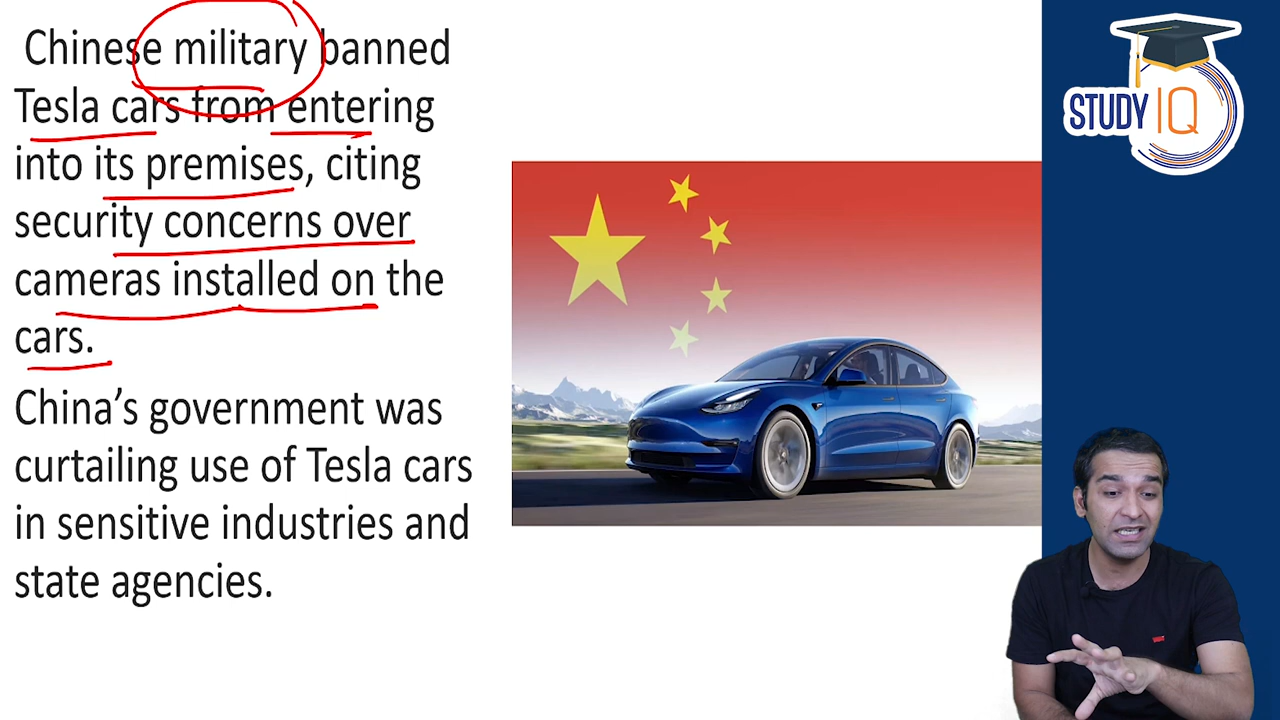 Chinese military banned
Tesla cars from entering
into its premises, citing
security concerns over
cameras installed on the
cars.
China’s government was
curtailing use of Tesla cars
in sensitive industries and
state agencies.
STUDY IQ